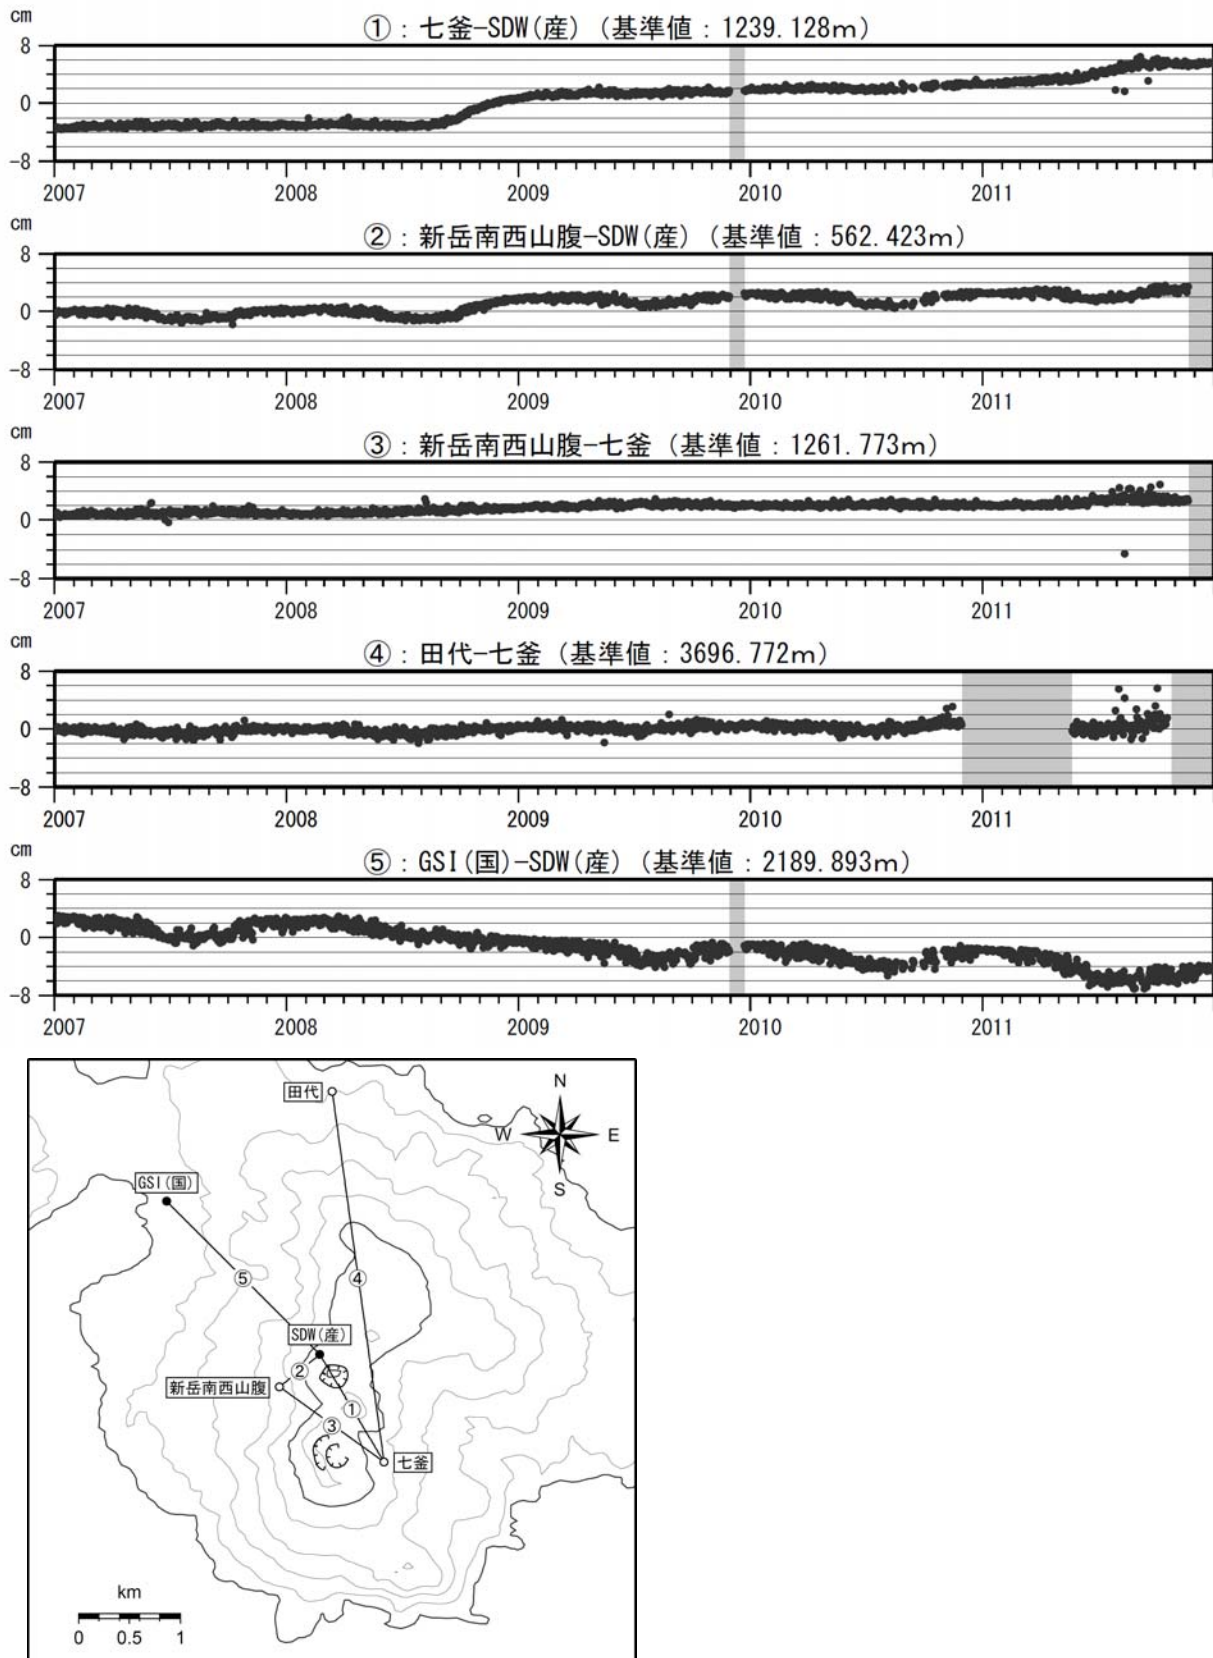 cm
①：七釜−SDW(産)（基準値：1239.128m）
8
0
-8
2007 2008 2009 2010 2011
cm
②：新岳南西山腹−SDW(産)（基準値：562.423m）
8
0
-8
2007 2008 2009 2010 2011
cm
③：新岳南西山腹−七釜（基準値：1261.773m）
8
0
-8
2007 2008 2009 2010 2011
cm
④：田代−七釜（基準値：3696.772m）
8
0
-8
2007 2008 2009 2010 2011
cm
⑤：GSI(国)−SDW(産)（基準値：2189.893m）
8
0
-8
2007 2008 2009 2010 2011
田代
N
W E
S
GSI(国)
⑤
④
SDW(産)
②
新岳南西山腹
①
③
七釜
km
0 0.5 1